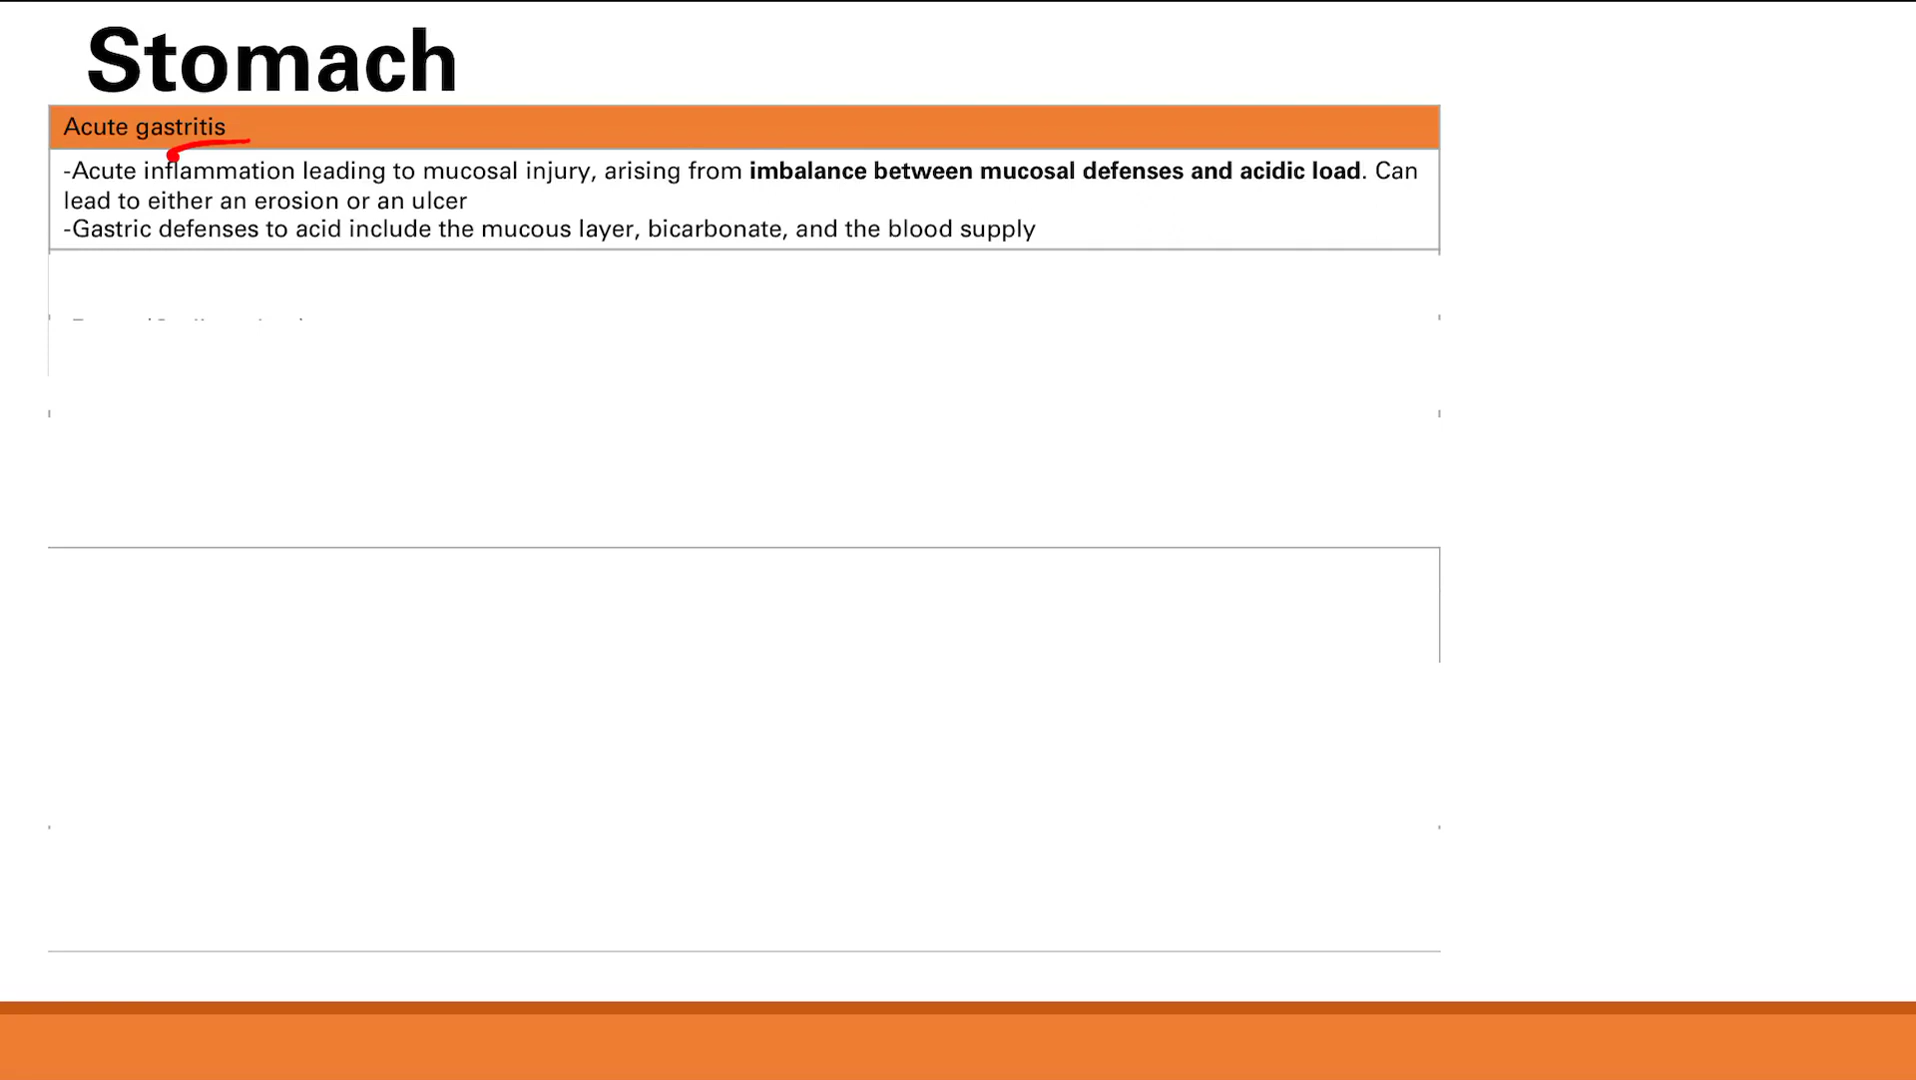 Stomach
Acute gastritis
-Acute inflammation leading to mucosal injury, arising from imbalance between mucosal defenses and acidic load. Can
lead to either an erosion or an ulcer
-Gastric defenses to acid include the mucous layer, bicarbonate, and the blood supply